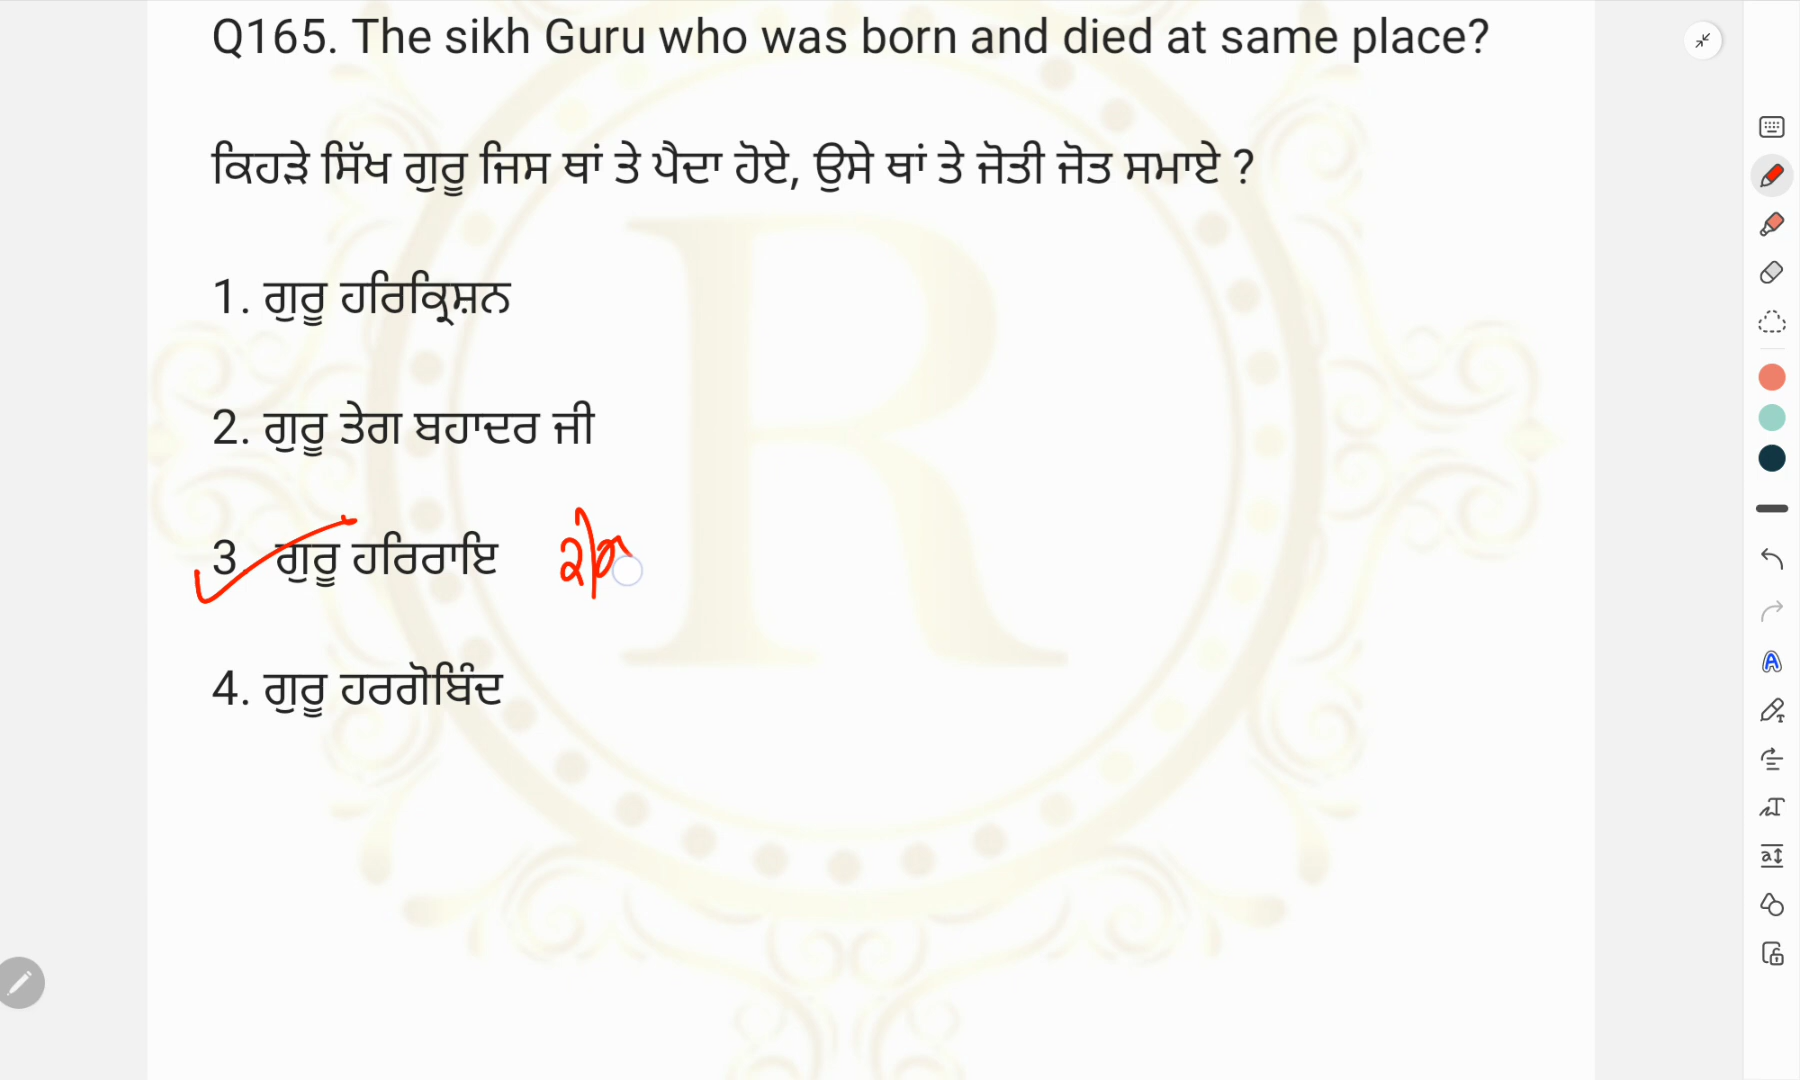 Q165. The sikh Guru who was born and died at same place?
ਕਿਹੜੇ ਸਿੱਖ ਗੁਰੂ ਜਿਸ ਥਾਂ ਤੇ ਪੈਦਾ ਹੋਏ, ਉਸੇ ਥਾਂ ਤੇ ਜੋਤੀ ਜੋਤ ਸਮਾਏ ?
1. ਗੁਰੂ ਹਰਿਕ੍ਰਿਸ਼ਨ
2. ਗੁਰੂ ਤੇਗ ਬਹਾਦਰ ਜੀ
3. ਗੁਰੂ ਹਰਿਰਾਇ
4. ਗੁਰੂ ਹਰਗੋਬਿੰਦ
R